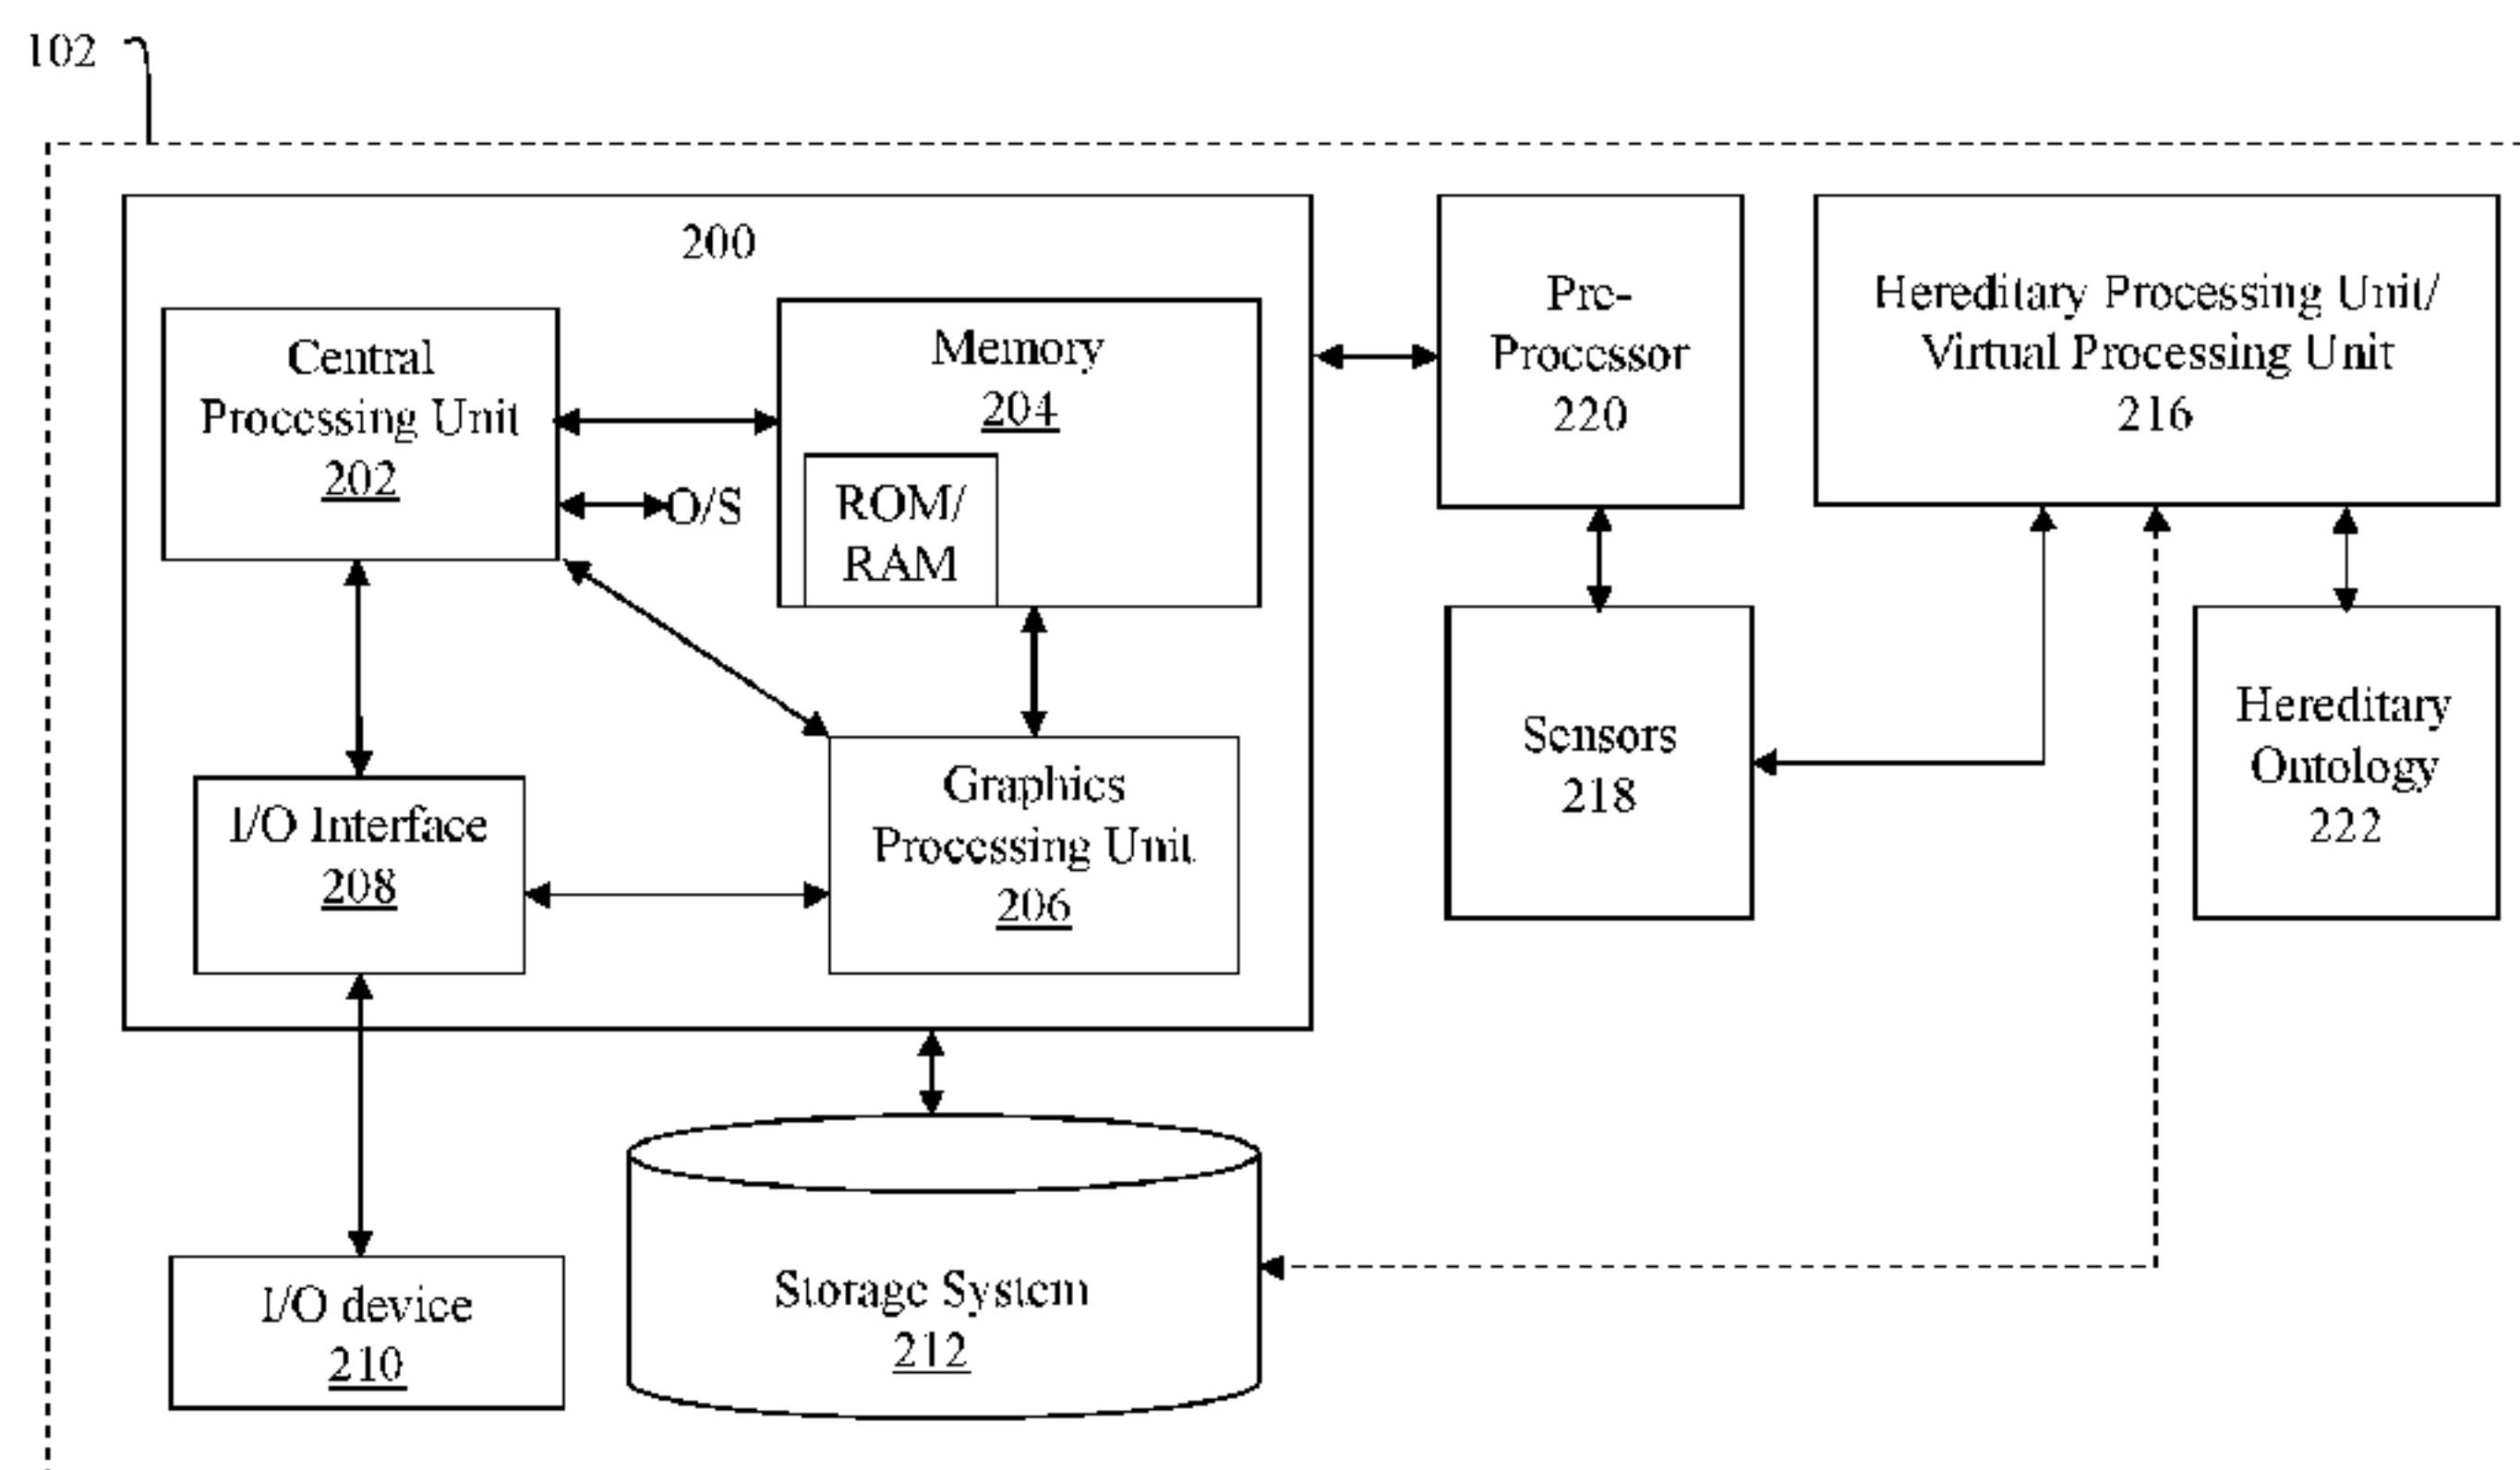 102
200
Central
Processing Unit
202
O/S
Memory
204
ROM/
RAM
I/O Interface
208
Graphics
Processing Unit
206
I/O device
210
Storage System
212
Pre-
Processor
220
Sensors
218
Hereditary Processing Unit/
Virtual Processing Unit
216
Hereditary
Ontology
222